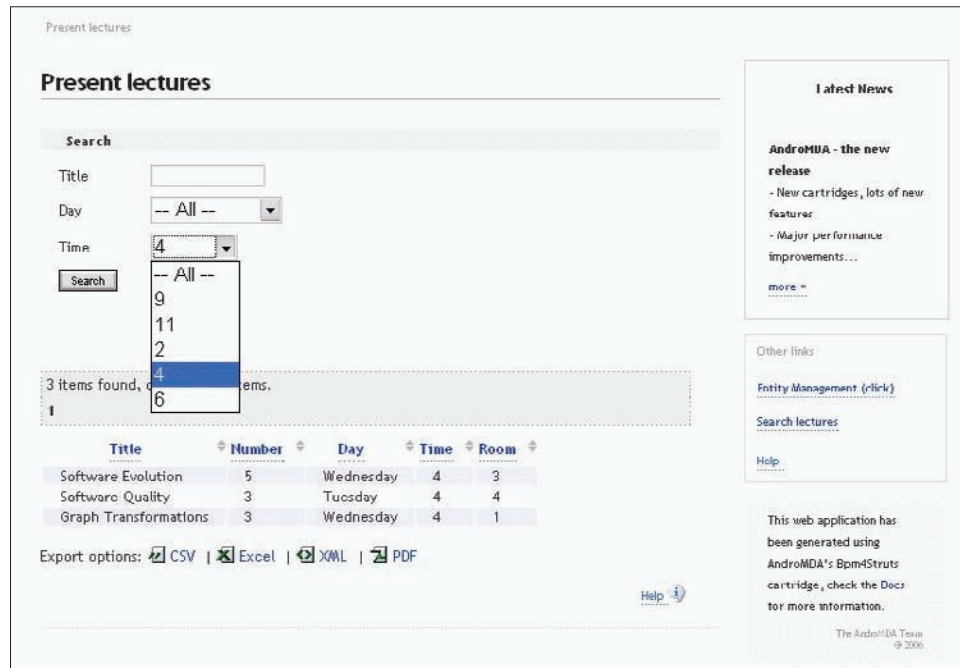 Present lectures
Present lectures
Search
Title
Day -- All --
Time 4
Search
-- All --
9
11
2
4
6
3 items found, tems.
1
Title Number Day Time Room
Software Evolution 5 Wednesday 4 3
Software Quality 3 Tuesday 4 4
Graph Transformations 3 Wednesday 4 1
Export options: CSV | Excel | XML | PDF
Help
Latest News
AndroMDA - the new
release
- New cartridges, lots of new
features
- Major performance
improvements...
more »
Other links
Entity Management (click)
Search lectures
Help
This web application has
been generated using
AndroMDA's Bpm4Struts
cartridge, check the Docs
for more information.
The AndroMDA Team
© 2006